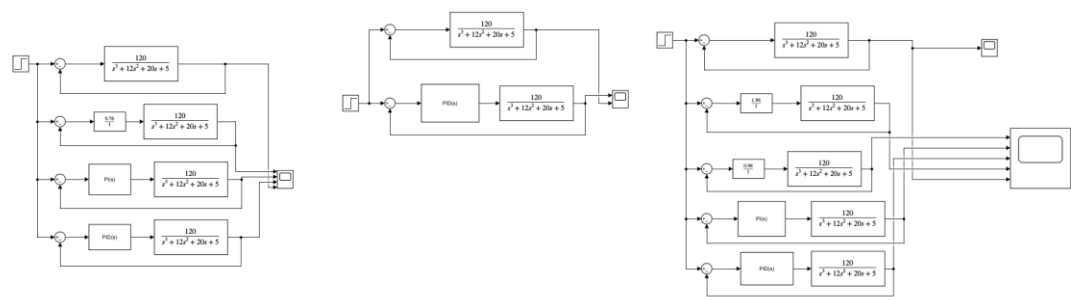 120
s³ + 12s² + 20s + 5
0.76
1
120
s³ + 12s² + 20s + 5
PI(s)
120
s³ + 12s² + 20s + 5
PID(s)
120
s³ + 12s² + 20s + 5
120
s³ + 12s² + 20s + 5
PID(s)
120
s³ + 12s² + 20s + 5
120
s³ + 12s² + 20s + 5
1.96
1
120
s³ + 12s² + 20s + 5
0.98
1
120
s³ + 12s² + 20s + 5
PI(s)
120
s³ + 12s² + 20s + 5
PID(s)
120
s³ + 12s² + 20s + 5